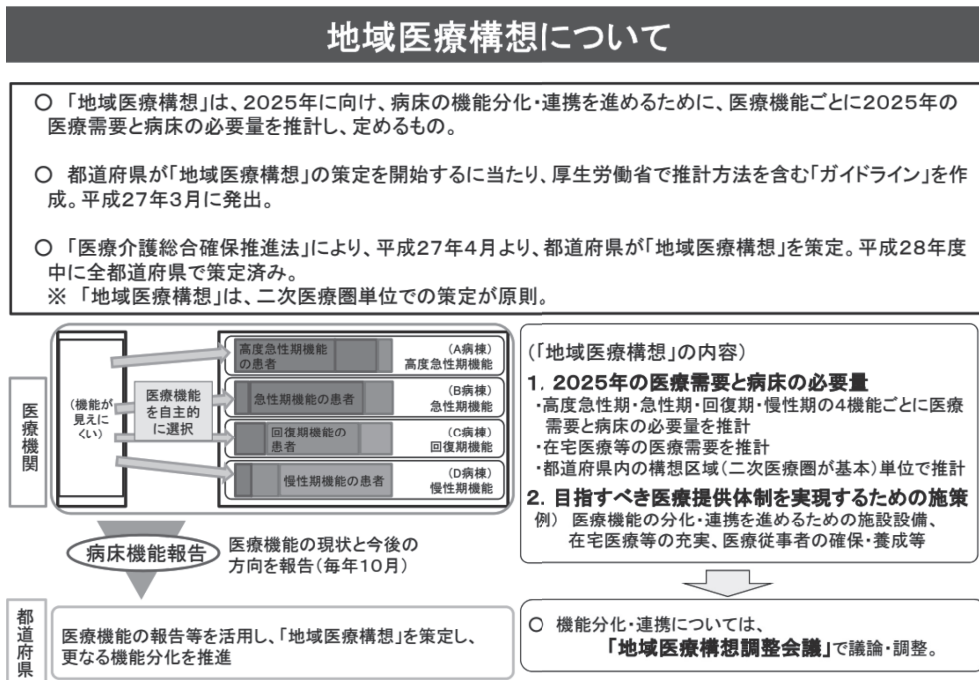 地域医療構想について
○ 「地域医療構想」は、2025年に向け、病床の機能分化・連携を進めるために、医療機能ごとに2025年の
医療需要と病床の必要量を推計し、定めるもの。
○ 都道府県が「地域医療構想」の策定を開始するに当たり、厚生労働省で推計方法を含む「ガイドライン」を作
成。平成27年3月に発出。
○ 「医療介護総合確保推進法」により、平成27年4月より、都道府県が「地域医療構想」を策定。平成28年度
中に全都道府県で策定済み。
※ 「地域医療構想」は、二次医療圏単位での策定が原則。
医療機関
(機能が
見えに
くい)
医療機能
を自主的
に選択
高度急性期機能
の患者
(A病棟)
高度急性期機能
急性期機能の患者
(B病棟)
急性期機能
回復期機能の
患者
(C病棟)
回復期機能
慢性期機能の患者
(D病棟)
慢性期機能
病床機能報告
医療機能の現状と今後の
方向を報告(毎年10月)
都道府県
医療機能の報告等を活用し、「地域医療構想」を策定し、
更なる機能分化を推進
(「地域医療構想」の内容)
1. 2025年の医療需要と病床の必要量
・高度急性期・急性期・回復期・慢性期の4機能ごとに医療
需要と病床の必要量を推計
・在宅医療等の医療需要を推計
・都道府県内の構想区域(二次医療圏が基本)単位で推計
2. 目指すべき医療提供体制を実現するための施策
例) 医療機能の分化・連携を進めるための施設設備、
在宅医療等の充実、医療従事者の確保・養成等
○ 機能分化・連携については、
「地域医療構想調整会議」で議論・調整。